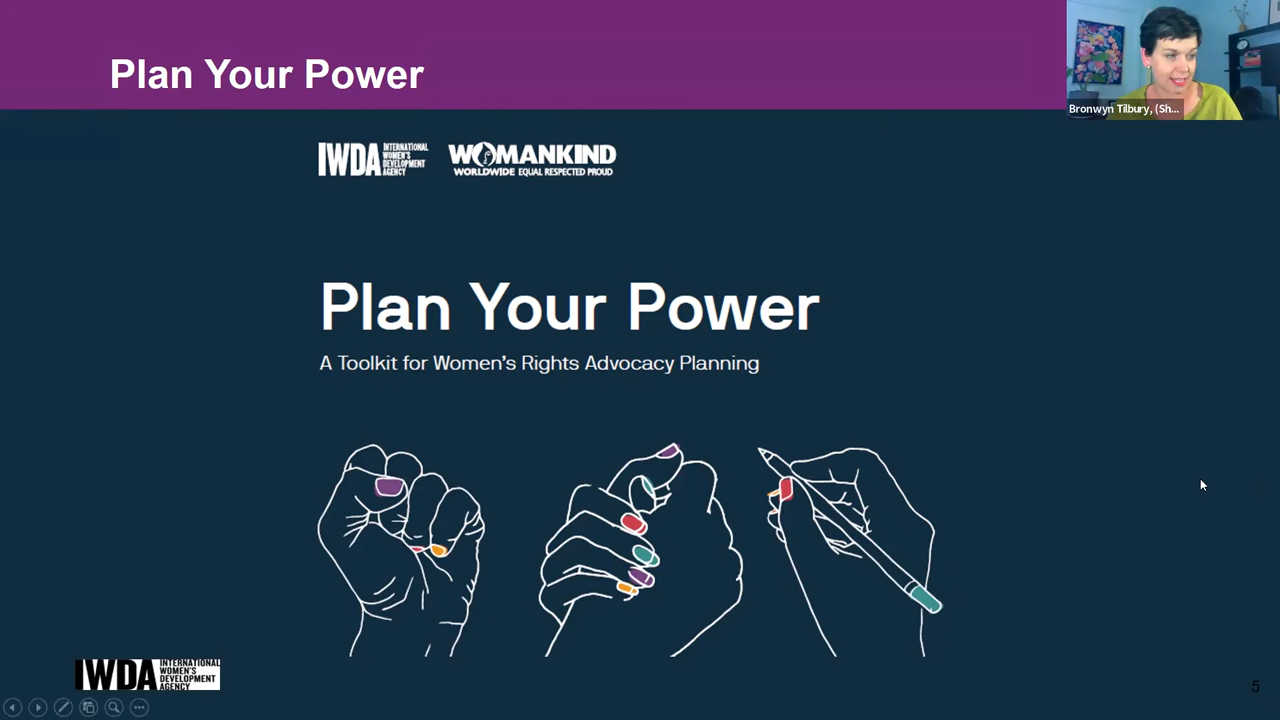 Plan Your Power
Bronwyn Tilbury, (Sh...
IWDA INTERNATIONAL
WOMEN'S
DEVELOPMENT
AGENCY
WOMANKIND
WORLDWIDE EQUAL RESPECTED PROUD
Plan Your Power
A Toolkit for Women's Rights Advocacy Planning
IWDA INTERNATIONAL
WOMEN'S
DEVELOPMENT
AGENCY
5